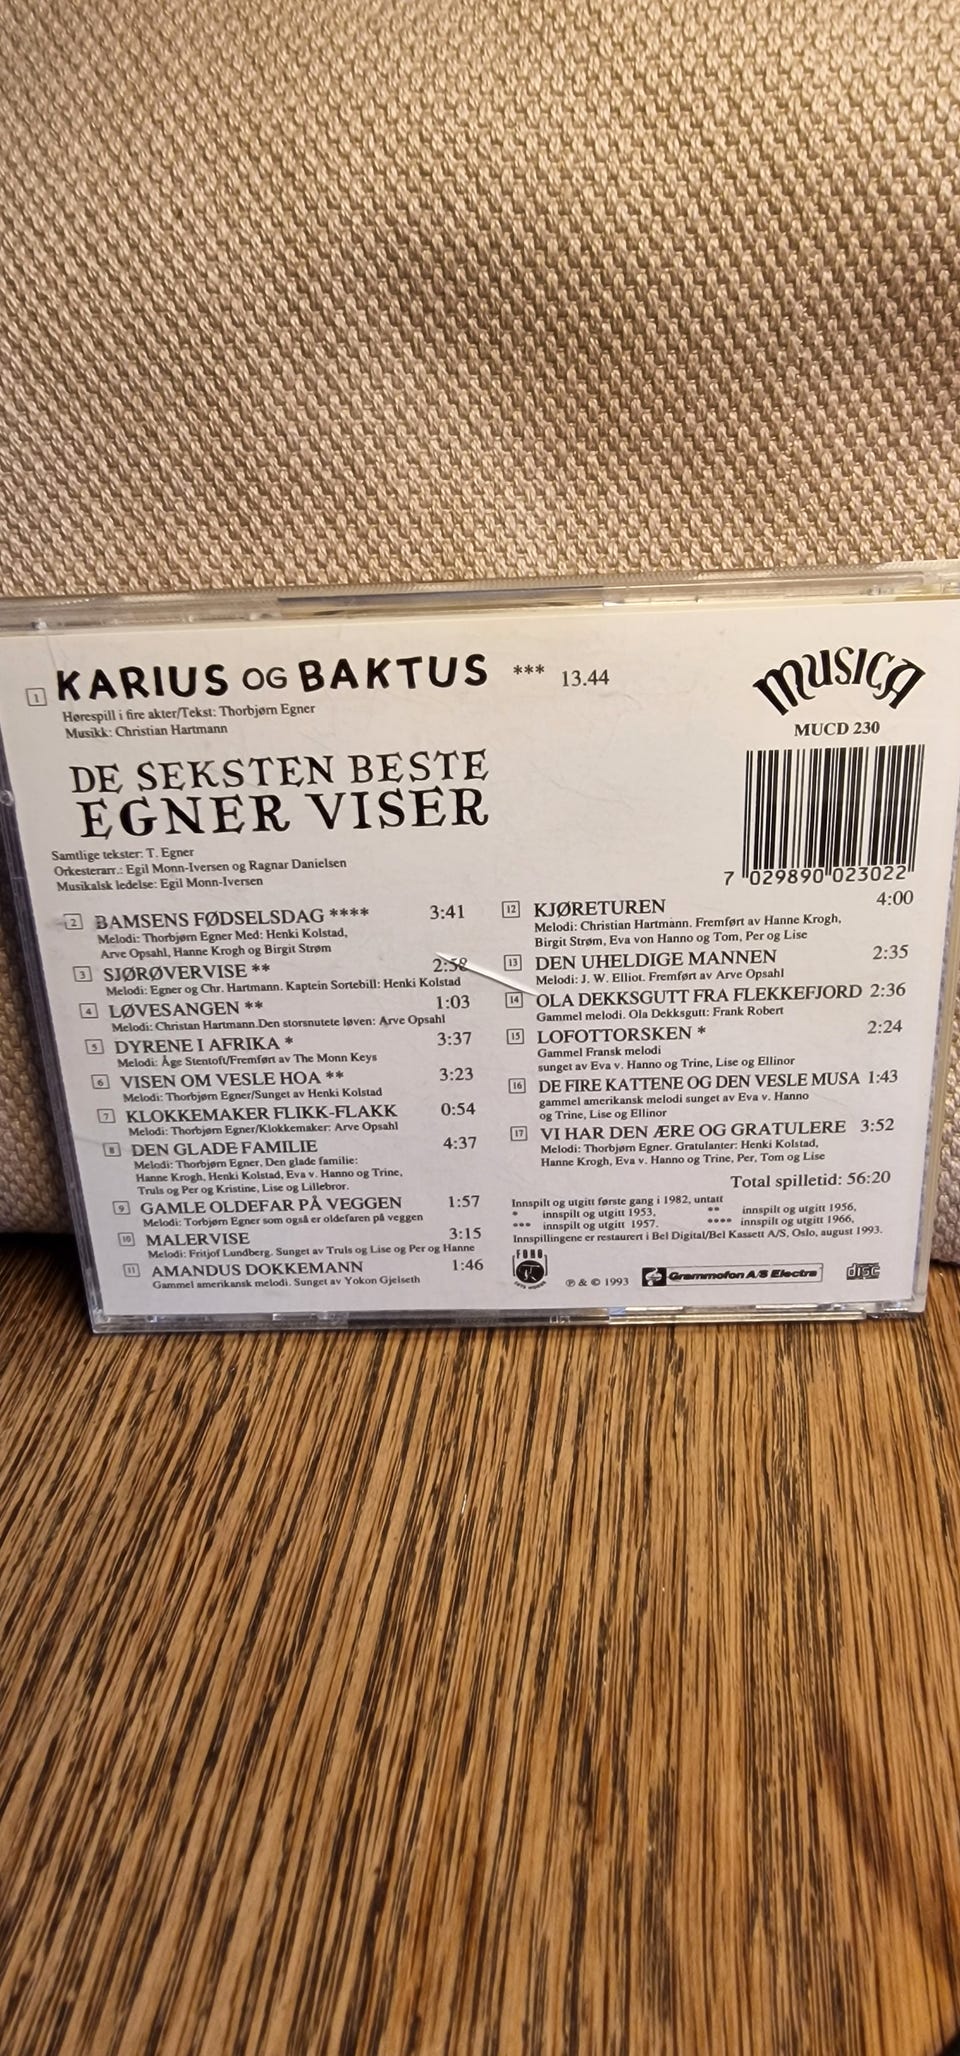 1 KARIUS OG BAKTUS *** 13.44
Hørespill i fire akter/Tekst: Thorbjørn Egner
Musikk: Christian Hartmann
MUSICA
MUCD 230
7 029890 023022
DE SEKSTEN BESTE
EGNER VISER
Samtlige tekster: T. Egner
Orkesterarr.: Egil Monn-Iversen og Ragnar Danielsen
Musikalsk ledelse: Egil Monn-Iversen
2 BAMSENS FØDSELSDAG **** 3:41
Melodi: Thorbjørn Egner Med: Henki Kolstad,
Arve Opsahl, Hanne Krogh og Birgit Strøm
3 SJØRØVERVISE ** 2:58
Melodi: Egner og Chr. Hartmann. Kaptein Sortebill: Henki Kolstad
4 LØVESANGEN ** 1:03
Melodi: Christan Hartmann.Den storsnutete løven: Arve Opsahl
5 DYRENE I AFRIKA * 3:37
Melodi: Åge Stentoft/Fremført av The Monn Keys
6 VISEN OM VESLE HOA ** 3:23
Melodi: Thorbjørn Egner/Sunget av Henki Kolstad
7 KLOKKEMAKER FLIKK-FLAKK 0:54
Melodi: Thorbjørn Egner/Klokkemaker: Arve Opsahl
8 DEN GLADE FAMILIE 4:37
Melodi: Thorbjørn Egner, Den glade familie:
Hanne Krogh, Henki Kolstad, Eva v. Hanno og Trine,
Truls og Per og Kristine, Lise og Lillebror.
9 GAMLE OLDEFAR PÅ VEGGEN 1:57
Melodi: Torbjørn Egner som også er oldefaren på veggen
10 MALERVISE 3:15
Melodi: Fritjof Lundberg. Sunget av Truls og Lise og Per og Hanne
11 AMANDUS DOKKEMANN 1:46
Gammel amerikansk melodi. Sunget av Yokon Gjelseth
12 KJØRETUREN 4:00
Melodi: Christian Hartmann. Fremført av Hanne Krogh,
Birgit Strøm, Eva von Hanno og Tom, Per og Lise
13 DEN UHELDIGE MANNEN 2:35
Melodi: J. W. Elliot. Fremført av Arve Opsahl
14 OLA DEKKSGUTT FRA FLEKKEFJORD 2:36
Gammel melodi. Ola Dekksgutt: Frank Robert
15 LOFOTTORSKEN * 2:24
Gammel Fransk melodi
sunget av Eva v. Hanno og Trine, Lise og Ellinor
16 DE FIRE KATTENE OG DEN VESLE MUSA 1:43
gammel amerikansk melodi sunget av Eva v. Hanno
og Trine, Lise og Ellinor
17 VI HAR DEN ÆRE OG GRATULERE 3:52
Melodi: Thorbjørn Egner. Gratulanter: Henki Kolstad,
Hanne Krogh, Eva v. Hanno og Trine, Per, Tom og Lise
Total spilletid: 56:20
Innspilt og utgitt første gang i 1982, unntatt
* innspilt og utgitt 1953, ** innspilt og utgitt 1956,
*** innspilt og utgitt 1957. **** innspilt og utgitt 1966,
Innspillingene er restaurert i Bel Digital/Bel Kassett A/S, Oslo, august 1993.
FONO
℗ & © 1993 Grammofon A/S Electra disc